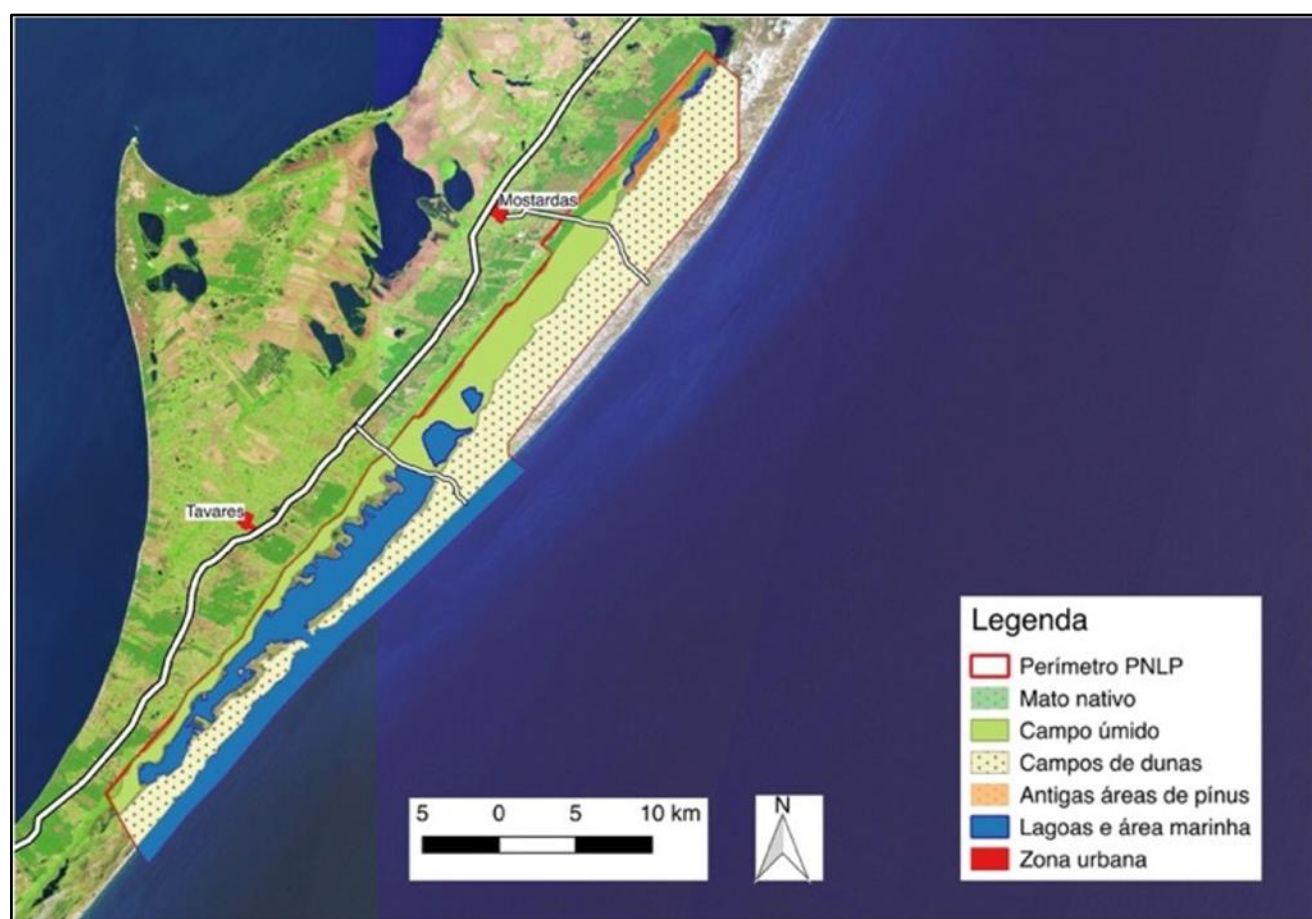 Mostardas
Tavares
Legenda
Perímetro PNLP
Mato nativo
Campo úmido
Campos de dunas
Antigas áreas de pínus
Lagoas e área marinha
Zona urbana
5 0 5 10 km
N